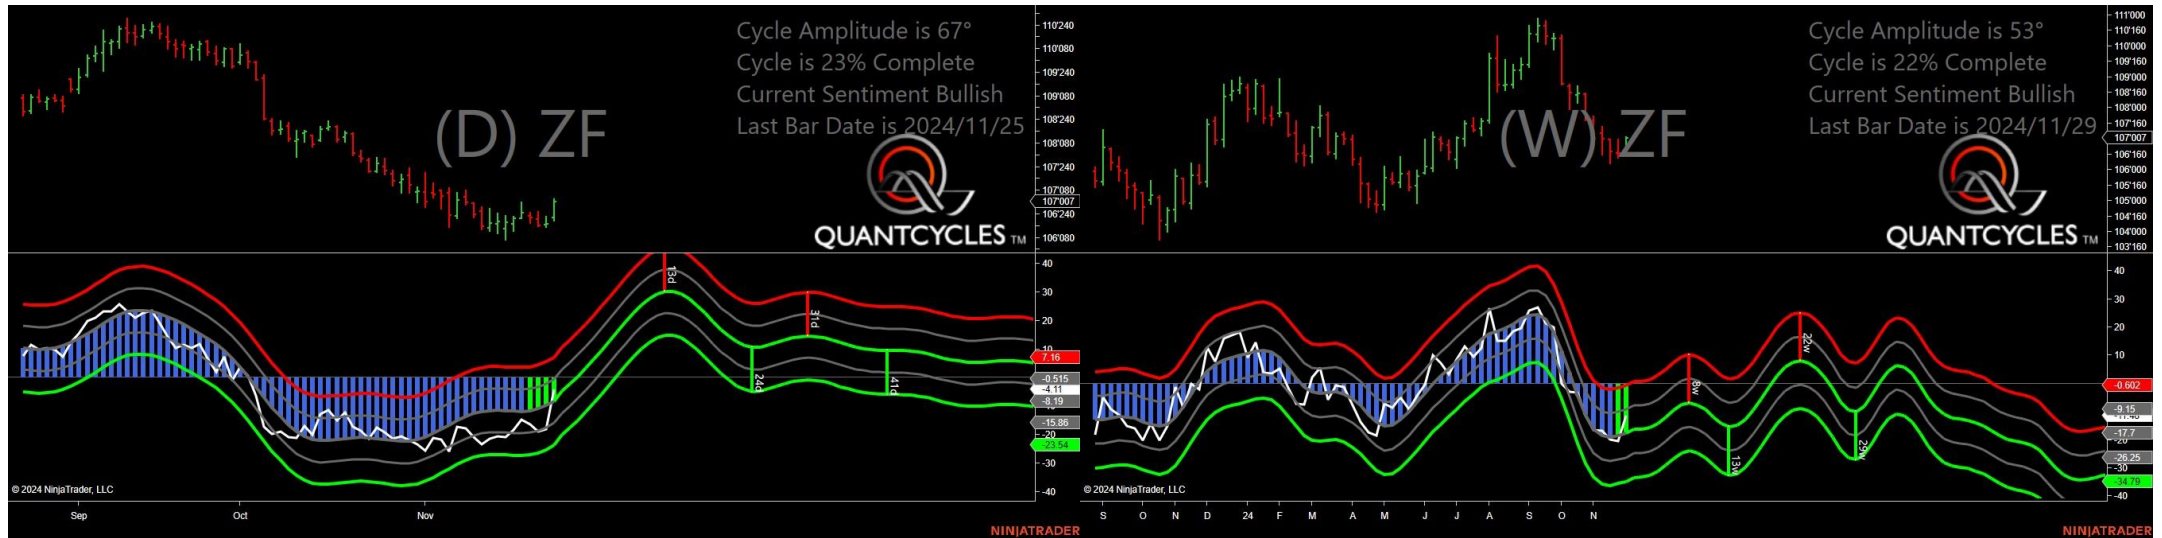 Cycle Amplitude is 67°
Cycle is 23% Complete
Current Sentiment Bullish
Last Bar Date is 2024/11/25
(D) ZF
QUANTCYCLES TM
110'240
110'080
109'240
109'080
108'240
108'080
107'240
107'080
107'007
106'240
106'080
40
30
20
10
7.16
-0.515
-4.11
-8.19
-15.86
-20
-23.54
-30
-40
13d
24d
31d
41d
© 2024 NinjaTrader, LLC
Sep Oct Nov
NINJATRADER
Cycle Amplitude is 53°
Cycle is 22% Complete
Current Sentiment Bullish
Last Bar Date is 2024/11/29
(W) ZF
QUANTCYCLES TM
111'000
110'160
110'000
109'160
109'000
108'160
108'000
107'160
107'007
106'160
106'000
105'160
105'000
104'160
104'000
103'160
40
30
20
10
-0.602
-9.15
-17.7
-20
-26.25
-30
-34.79
-40
8w
13w
22w
29w
© 2024 NinjaTrader, LLC
S O N D 24 F M A M J J A S O N
NINJATRADER